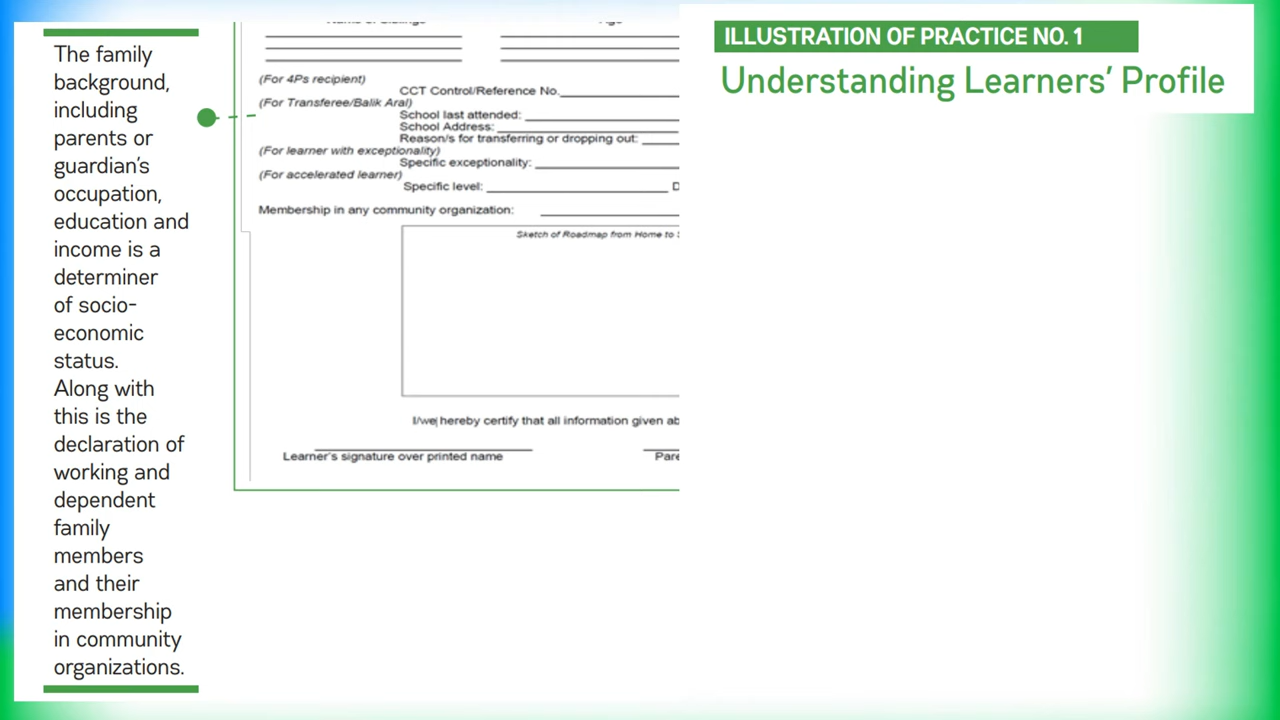 The family
background,
including
parents or
guardian's
occupation,
education and
income is a
determiner
of socio-
economic
status.
Along with
this is the
declaration of
working and
dependent
family
members
and their
membership
in community
organizations.
(For 4Ps recipient)
CCT Control/Reference No.
(For Transferee/Balik Aral)
School last attended:
School Address:
Reason/s for transferring or dropping out:
(For learner with exceptionality)
Specific exceptionality:
(For accelerated learner)
Specific level:
Membership in any community organization:
Sketch of Roadmap from Home to
I/we hereby certify that all information given
Learner's signature over printed name
ILLUSTRATION OF PRACTICE NO. 1
Understanding Learners' Profile